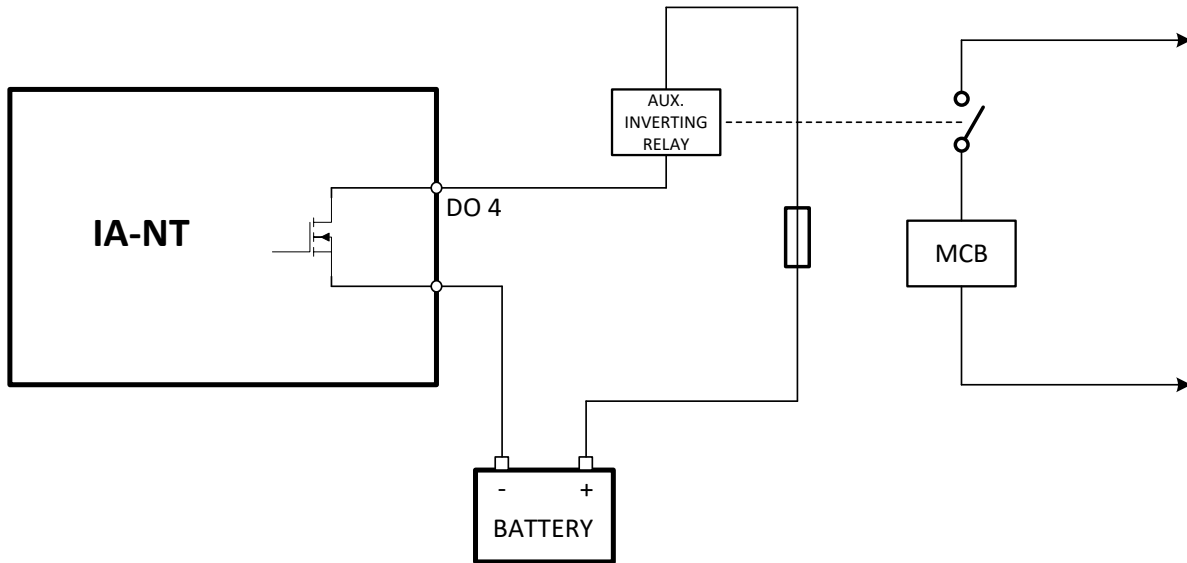 AUX.
INVERTING
RELAY
DO 4
IA-NT
MCB
- +
BATTERY